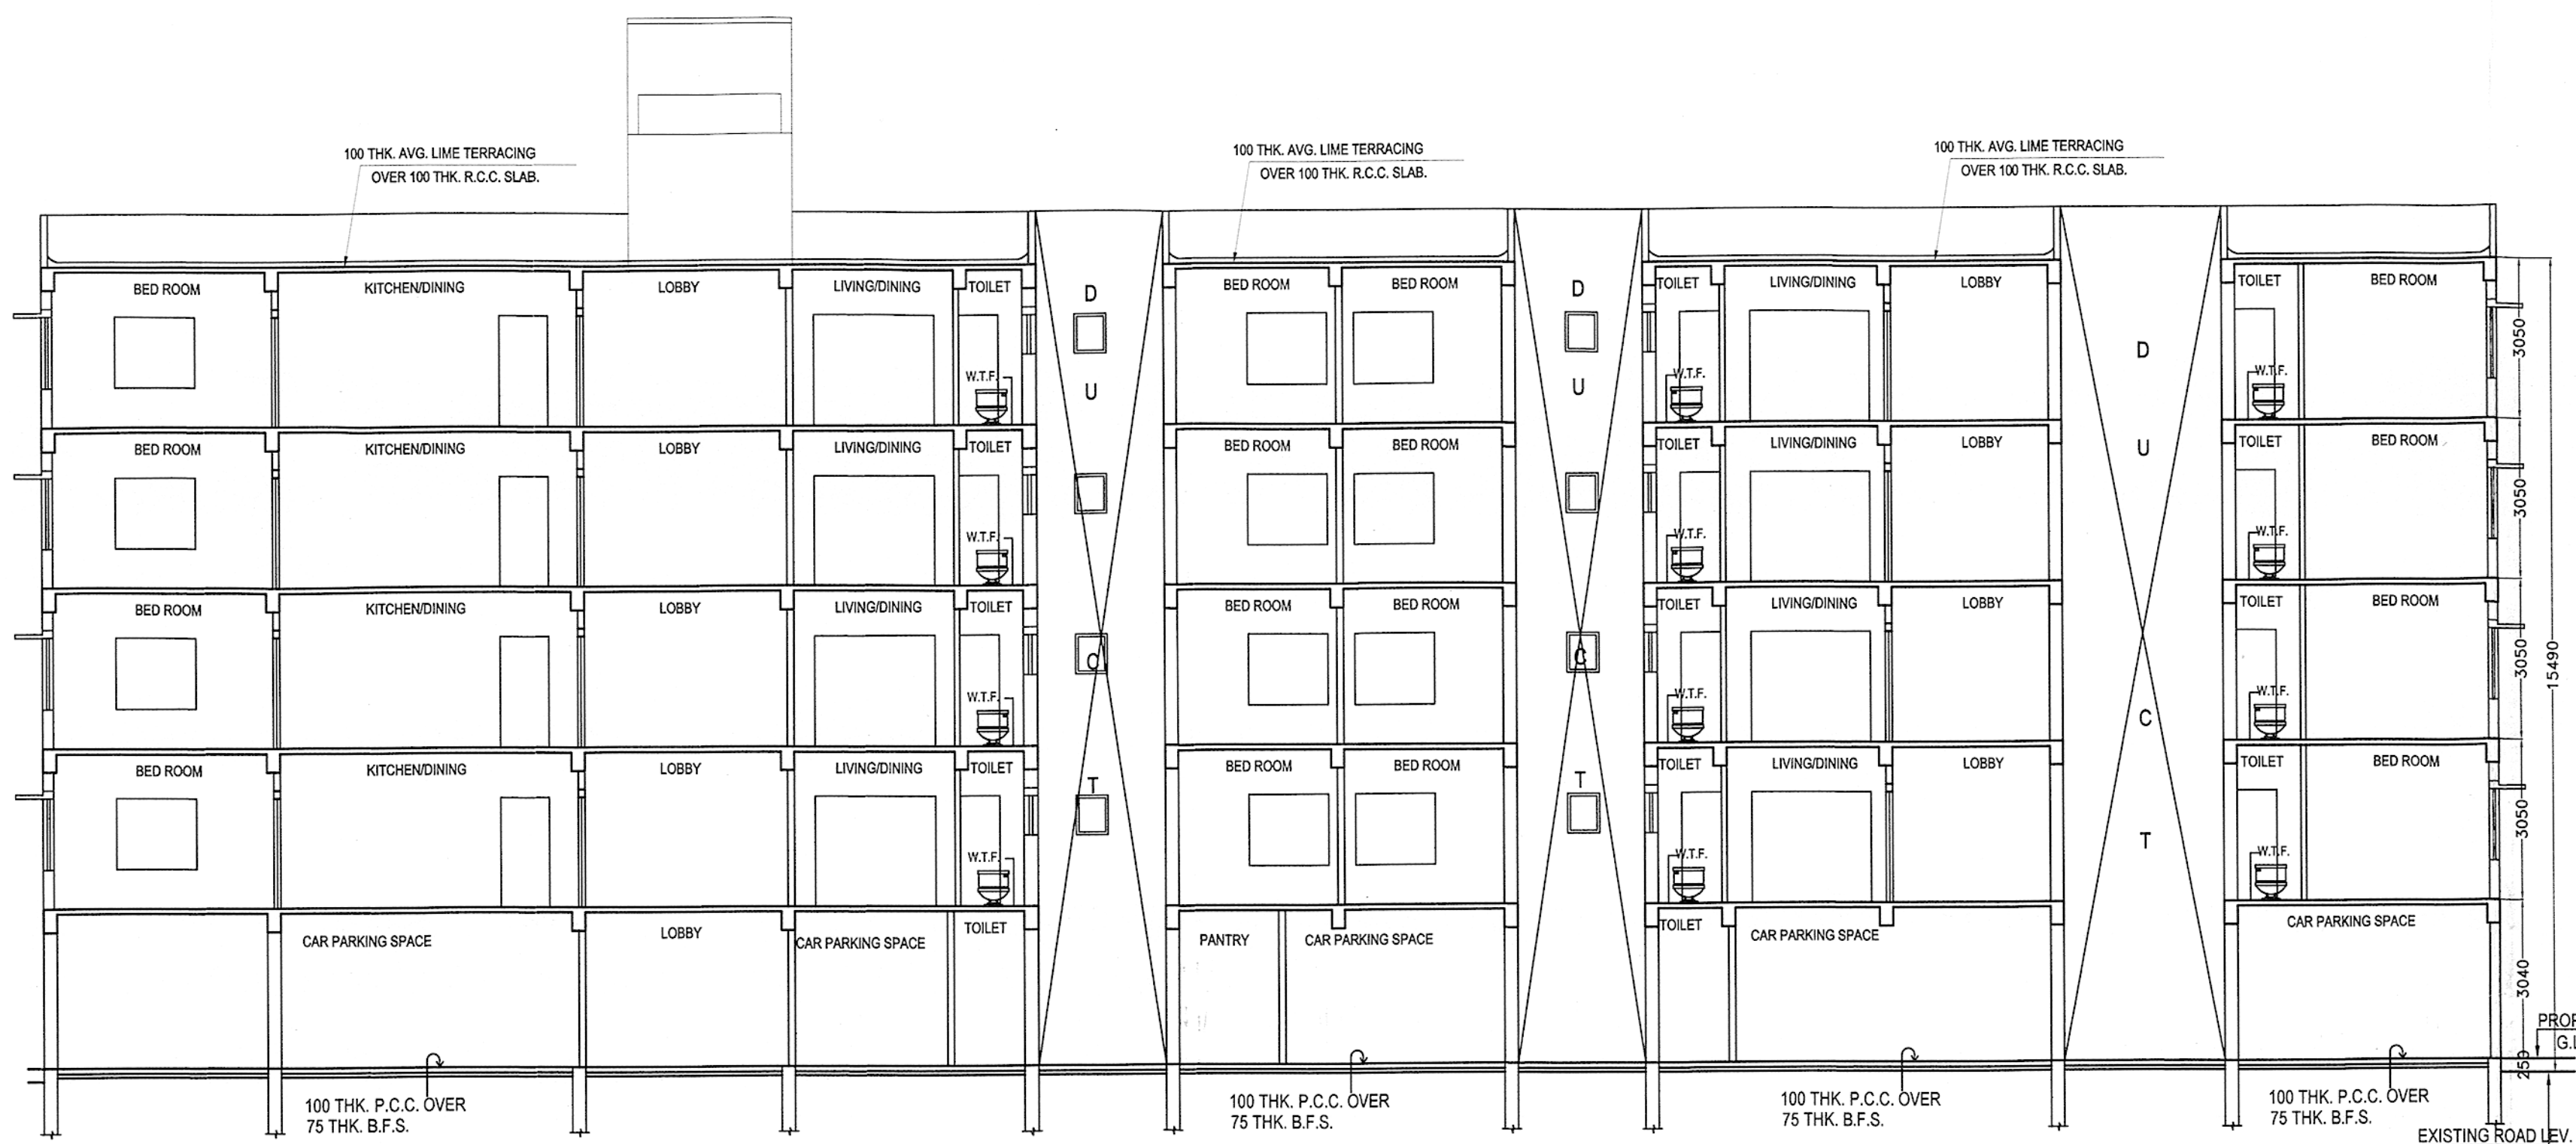 100 THK. AVG. LIME TERRACING
OVER 100 THK. R.C.C. SLAB.
100 THK. AVG. LIME TERRACING
OVER 100 THK. R.C.C. SLAB.
100 THK. AVG. LIME TERRACING
OVER 100 THK. R.C.C. SLAB.
BED ROOM KITCHEN/DINING LOBBY LIVING/DINING TOILET D BED ROOM BED ROOM D TOILET LIVING/DINING LOBBY TOILET BED ROOM
3050
D
W.T.F. U U W.T.F. W.T.F.
BED ROOM KITCHEN/DINING LOBBY LIVING/DINING TOILET BED ROOM BED ROOM TOILET LIVING/DINING LOBBY U TOILET BED ROOM
3050
W.T.F. W.T.F. W.T.F.
BED ROOM KITCHEN/DINING LOBBY LIVING/DINING TOILET BED ROOM BED ROOM TOILET LIVING/DINING LOBBY TOILET BED ROOM
C C 3050 15490
W.T.F. W.T.F. C W.T.F.
BED ROOM KITCHEN/DINING LOBBY LIVING/DINING TOILET T BED ROOM BED ROOM T TOILET LIVING/DINING LOBBY TOILET BED ROOM
3050
T
W.T.F. W.T.F. W.T.F.
CAR PARKING SPACE LOBBY CAR PARKING SPACE TOILET PANTRY CAR PARKING SPACE TOILET CAR PARKING SPACE CAR PARKING SPACE
3040
G.L
100 THK. P.C.C. OVER
75 THK. B.F.S.
100 THK. P.C.C. OVER
75 THK. B.F.S.
100 THK. P.C.C. OVER
75 THK. B.F.S.
100 THK. P.C.C. OVER
75 THK. B.F.S.
EXISTING ROAD LEV.